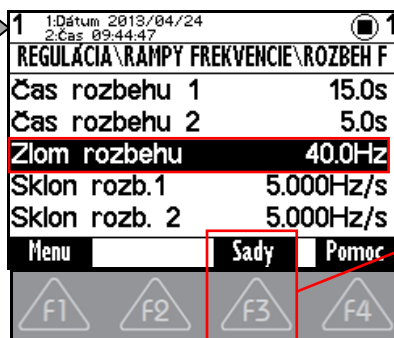 1 1:Dátum 2013/04/24 1
2:Čas 09:44:47
REGULÁCIA\RAMPY FREKVENCIE\ROZBEH F
Čas rozbehu 1 15.0s
Čas rozbehu 2 5.0s
Zlom rozbehu 40.0Hz
Sklon rozb.1 5.000Hz/s
Sklon rozb. 2 5.000Hz/s
Menu Sady Pomoc
F1 F2 F3 F4